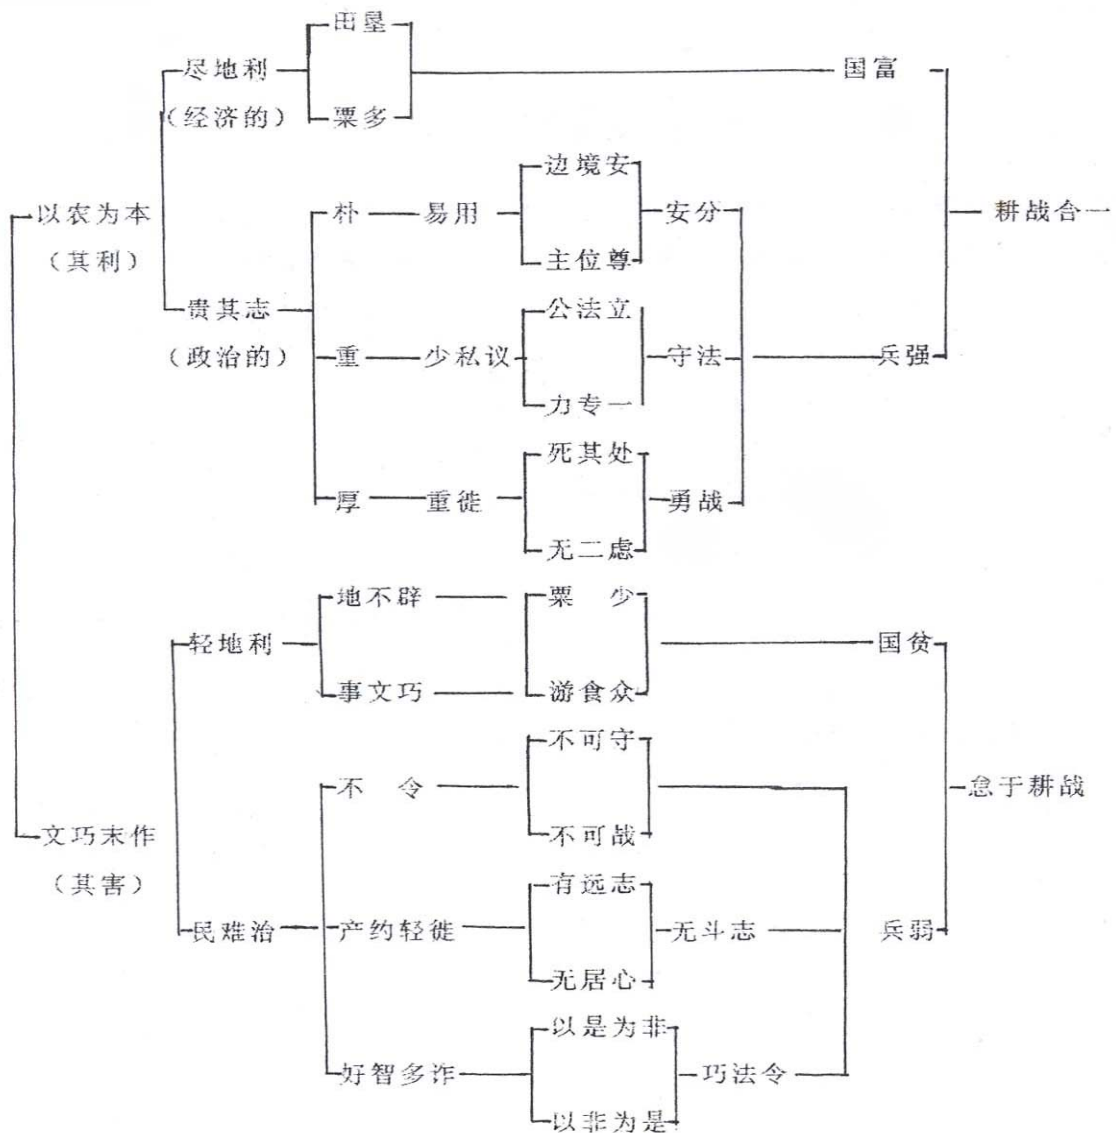 田垦
尽地利 国富
（经济的） 粟多
边境安
以农为本 朴 易用 安分 耕战合一
（其利） 主位尊
贵其志 公法立
（政治的） 重 少私议 守法 兵强
力专一
死其处
厚 重徙 勇战
无二虑
地不辟 粟 少
轻地利 国贫
事文巧 游食众
不可守
不 令 怠于耕战
文巧末作 不可战
（其害） 有远志
民难治 产约轻徙 无斗志 兵弱
无居心
以是为非
好智多诈 巧法令
以非为是